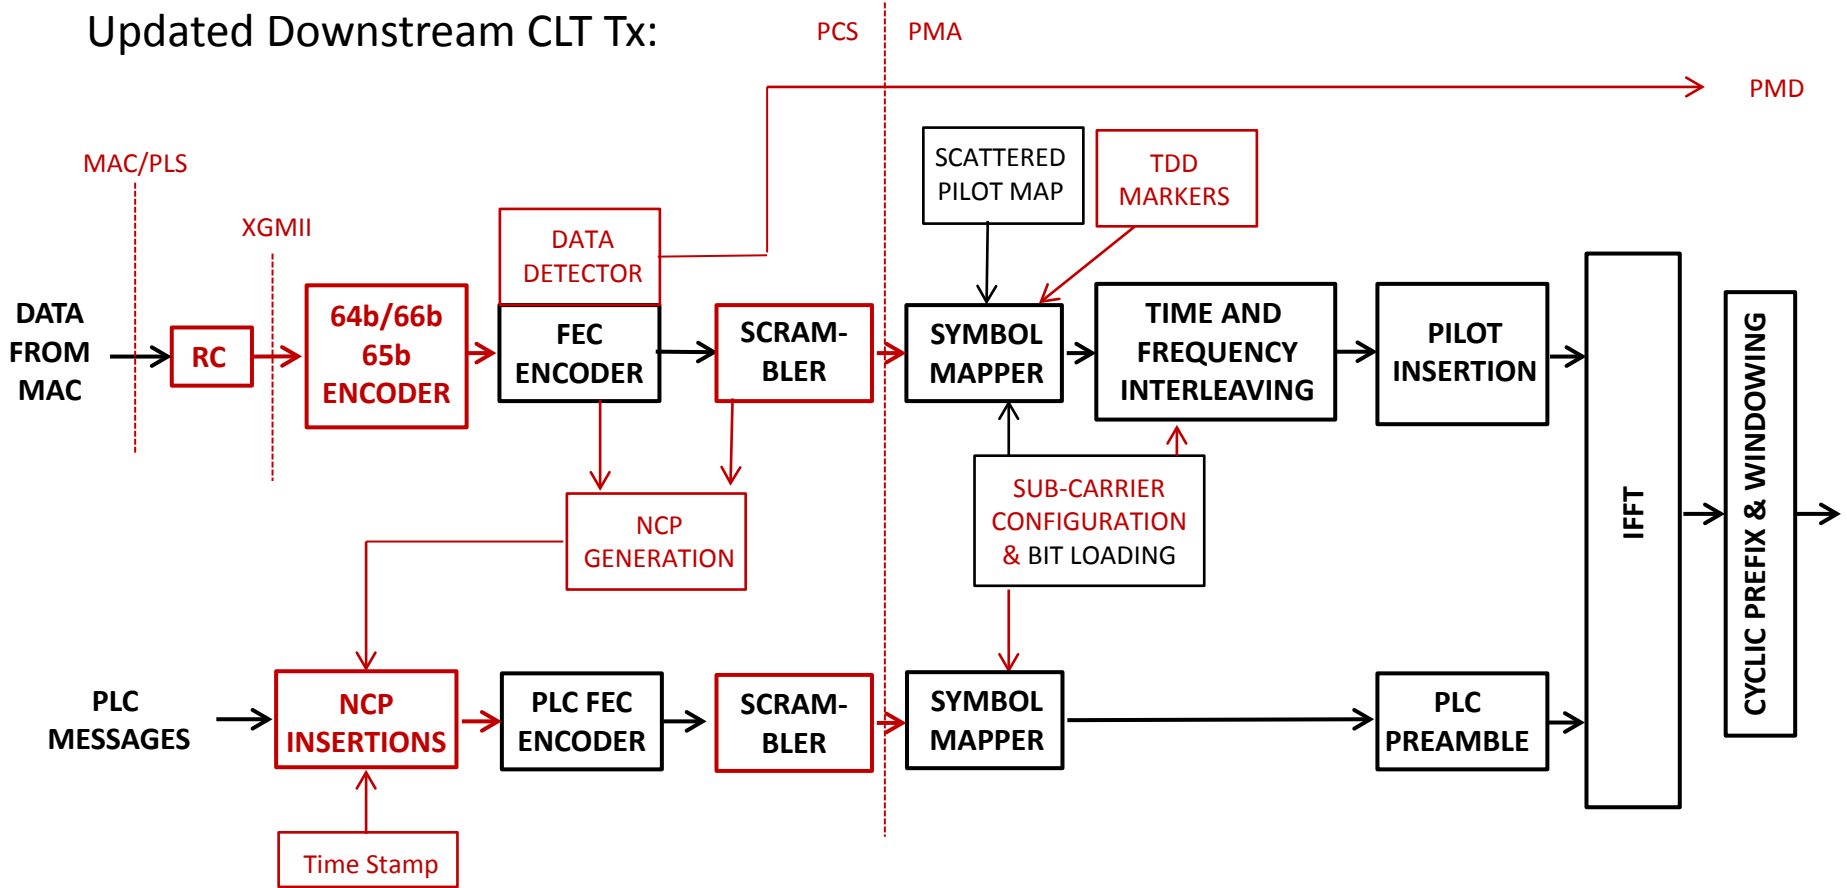 Updated Downstream CLT Tx:
PCS
PMA
PMD
MAC/PLS
XGMII
SCATTERED
PILOT MAP
TDD
MARKERS
DATA
DETECTOR
DATA
FROM
MAC
RC
64b/66b
65b
ENCODER
FEC
ENCODER
SCRAM-
BLER
SYMBOL
MAPPER
TIME AND
FREQUENCY
INTERLEAVING
PILOT
INSERTION
IFFT
CYCLIC PREFIX & WINDOWING
NCP
GENERATION
SUB-CARRIER
CONFIGURATION
& BIT LOADING
PLC
MESSAGES
NCP
INSERTIONS
PLC FEC
ENCODER
SCRAM-
BLER
SYMBOL
MAPPER
PLC
PREAMBLE
Time Stamp